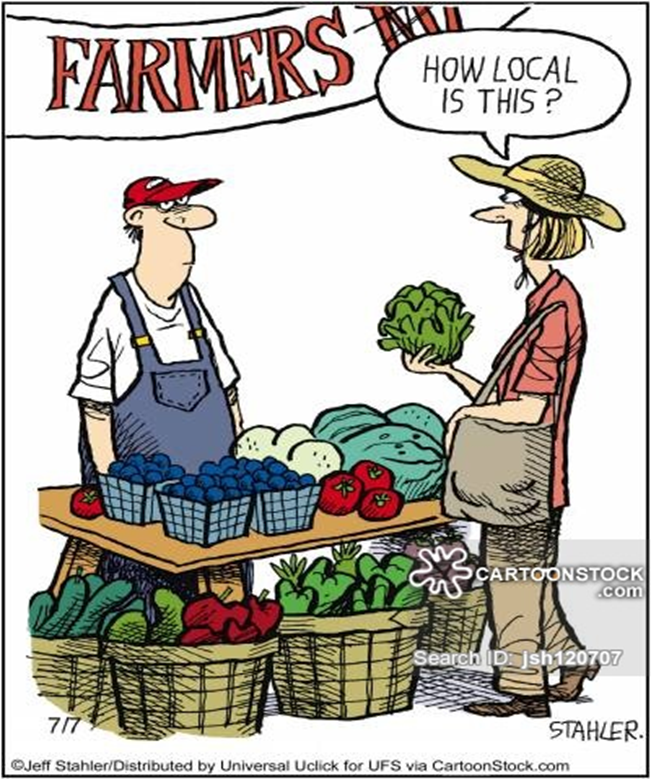 FARMERS
HOW LOCAL
IS THIS?
CARTOONSTOCK
.com
Search ID: jsh120707
7/7
STAHLER.
©Jeff Stahler/Distributed by Universal Uclick for UFS via CartoonStock.com